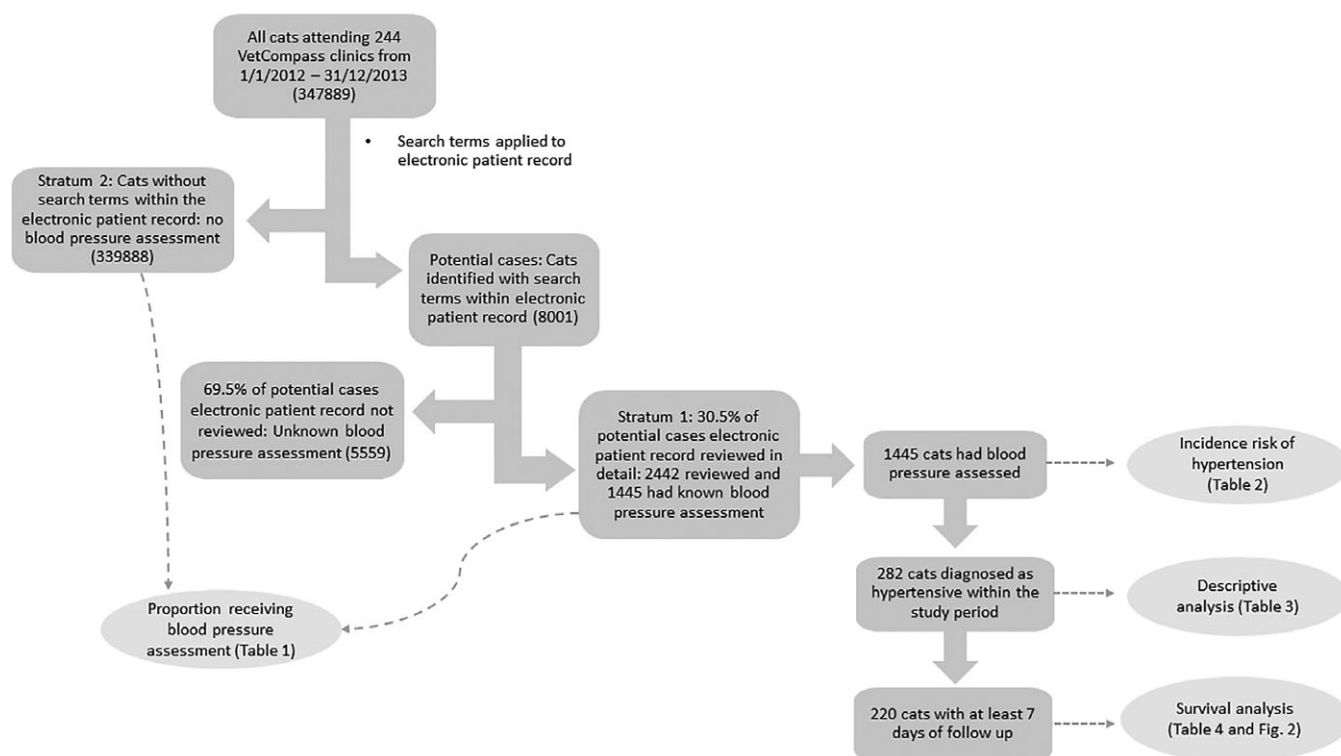 All cats attending 244
VetCompass clinics from
1/1/2012 – 31/12/2013
(347889)
• Search terms applied to
electronic patient record
Stratum 2: Cats without
search terms within the
electronic patient record: no
blood pressure assessment
(339888)
Potential cases: Cats
identified with search
terms within electronic
patient record (8001)
69.5% of potential cases
electronic patient record not
reviewed: Unknown blood
pressure assessment (5559)
Stratum 1: 30.5% of
potential cases electronic
patient record reviewed in
detail: 2442 reviewed and
1445 had known blood
pressure assessment
1445 cats had blood
pressure assessed
Incidence risk of
hypertension
(Table 2)
282 cats diagnosed as
hypertensive within the
study period
Descriptive
analysis (Table 3)
Proportion receiving
blood pressure
assessment (Table 1)
220 cats with at least 7
days of follow up
Survival analysis
(Table 4 and Fig. 2)